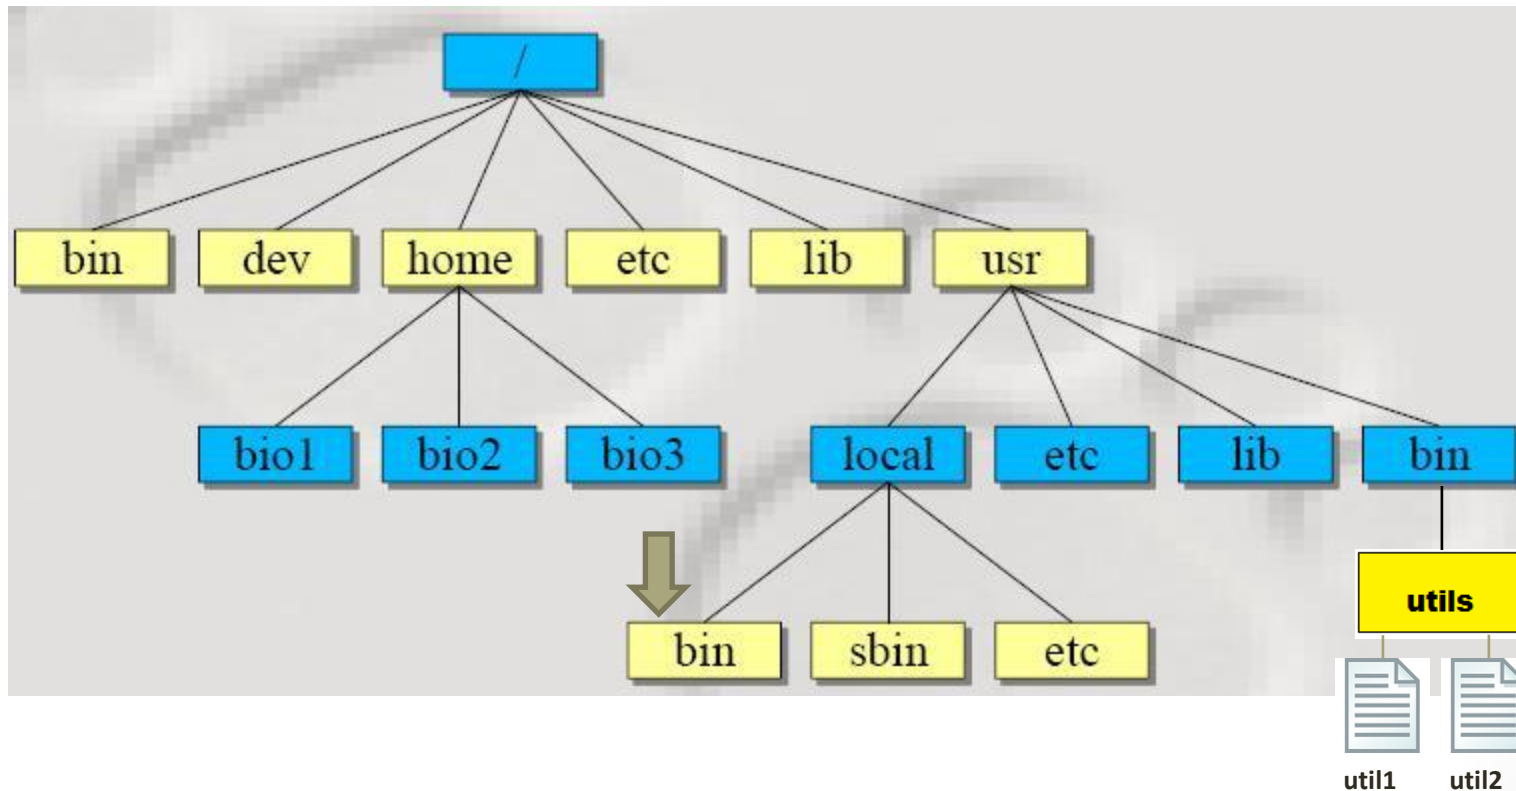 /
bin dev home etc lib usr
bio1 bio2 bio3 local etc lib bin
utils
bin sbin etc
util1 util2